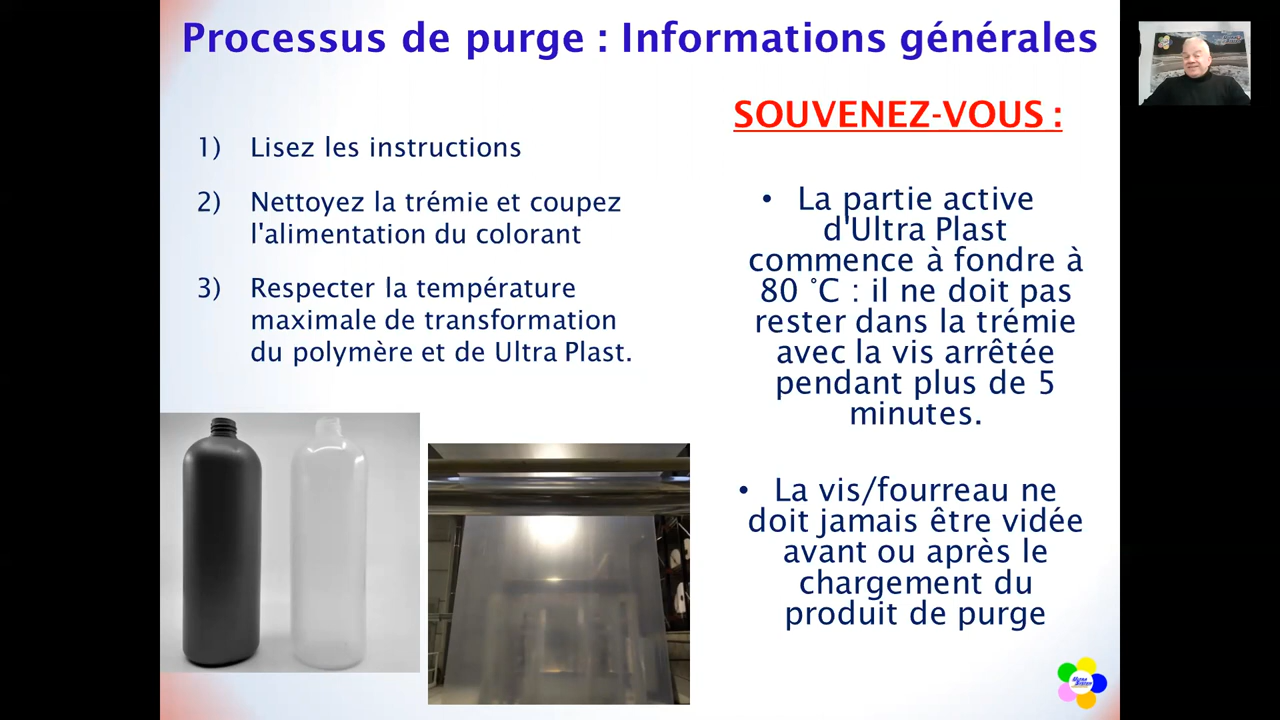 Processus de purge : Informations générales
1) Lisez les instructions
2) Nettoyez la trémie et coupez
l'alimentation du colorant
3) Respecter la température
maximale de transformation
du polymère et de Ultra Plast.
SOUVENEZ-VOUS :
• La partie active
d'Ultra Plast
commence à fondre à
80 °C : il ne doit pas
rester dans la trémie
avec la vis arrêtée
pendant plus de 5
minutes.
• La vis/fourreau ne
doit jamais être vidée
avant ou après le
chargement du
produit de purge
ULTRA
SYSTEM